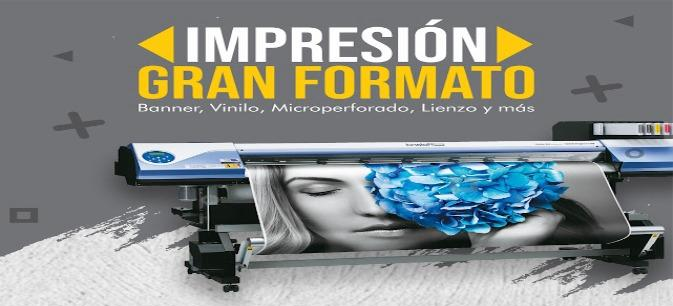 IMPRESIÓN
GRAN FORMATO
Banner, Vinilo, Microperforado, Lienzo y más